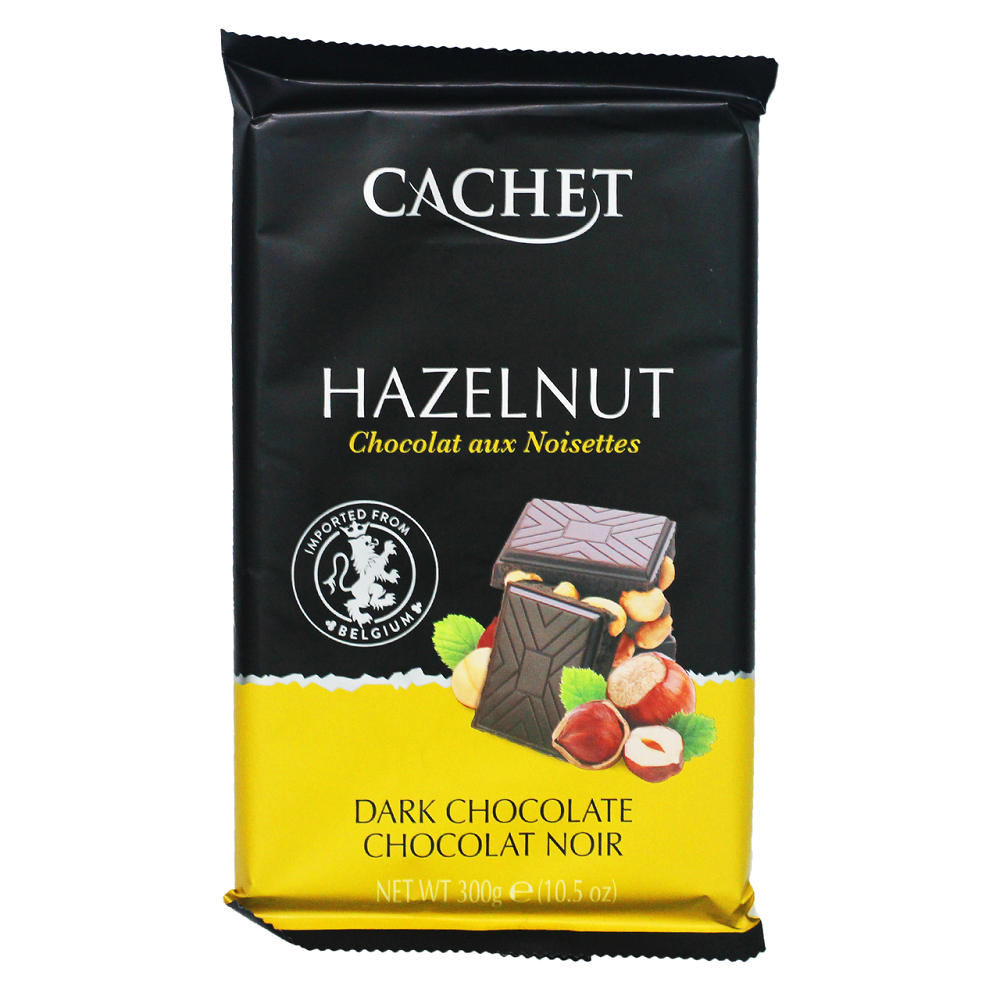 CACHET
HAZELNUT
Chocolat aux Noisettes
IMPORTED FROM
BELGIUM
DARK CHOCOLATE
CHOCOLAT NOIR
NET WT 300g ℮ (10.5 oz)